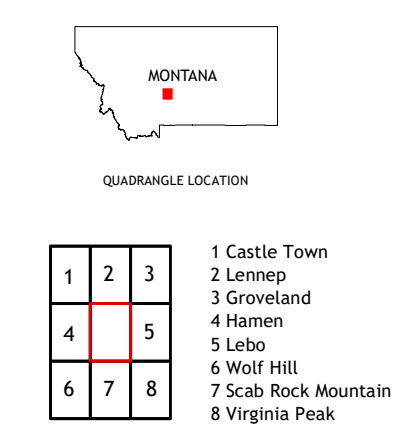 MONTANA
QUADRANGLE LOCATION
1 2 3
4 5
6 7 8
1 Castle Town
2 Lennep
3 Groveland
4 Hamen
5 Lebo
6 Wolf Hill
7 Scab Rock Mountain
8 Virginia Peak